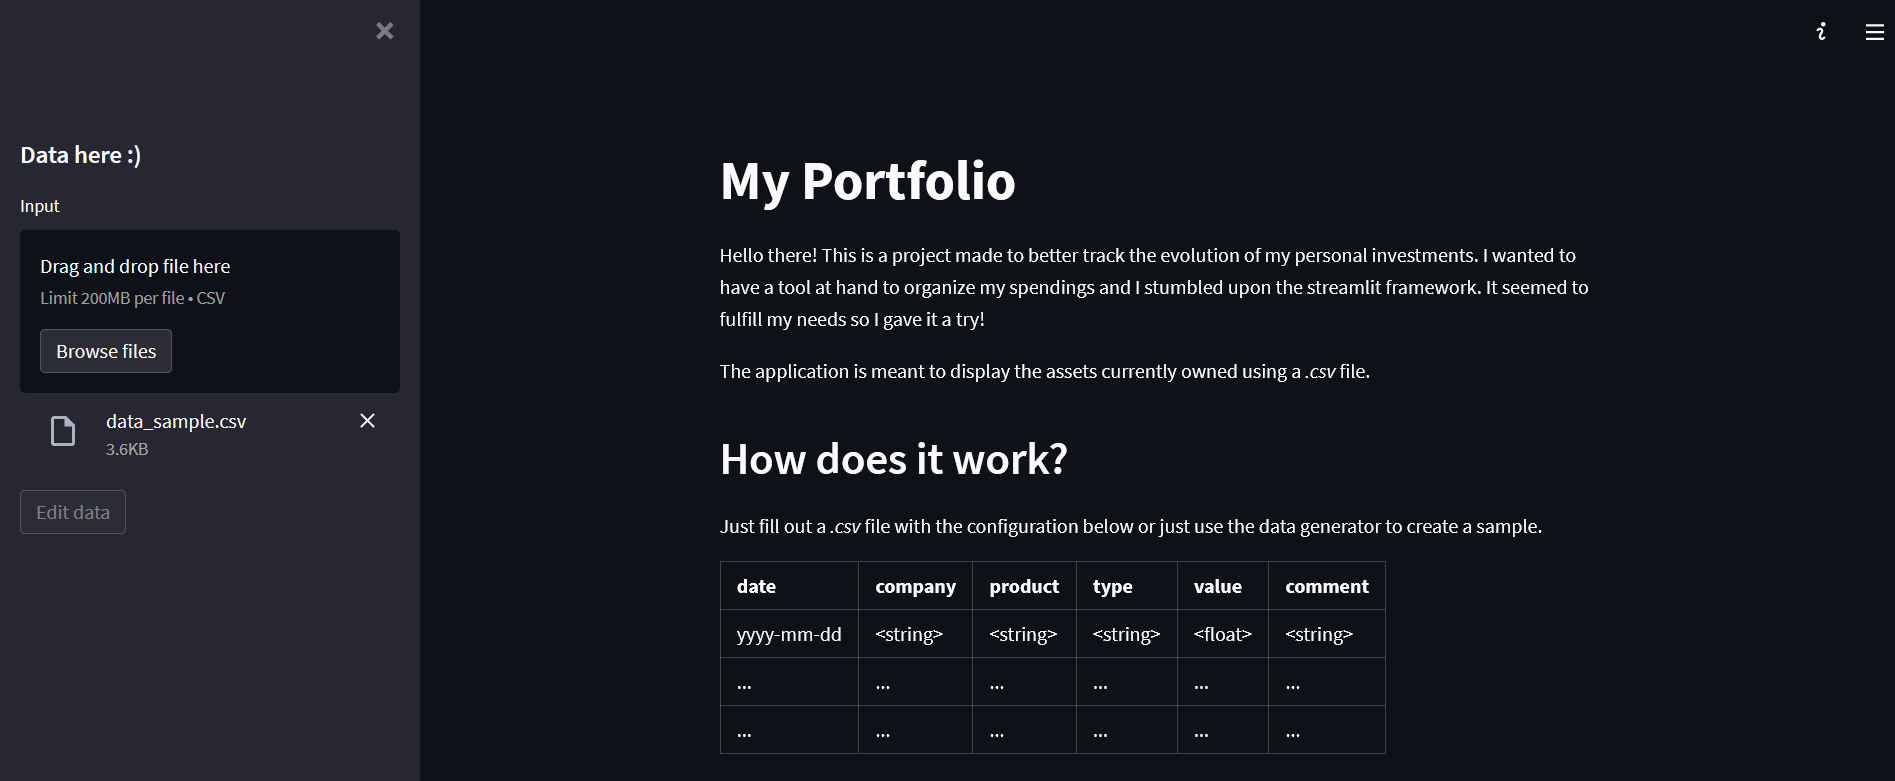 Data here :)
Input
Drag and drop file here
Limit 200MB per file • CSV
Browse files
data_sample.csv
3.6KB
Edit data
My Portfolio
Hello there! This is a project made to better track the evolution of my personal investments. I wanted to
have a tool at hand to organize my spendings and I stumbled upon the streamlit framework. It seemed to
fulfill my needs so I gave it a try!
The application is meant to display the assets currently owned using a .csv file.
How does it work?
Just fill out a .csv file with the configuration below or just use the data generator to create a sample.
date company product type value comment
yyyy-mm-dd <string> <string> <string> <float> <string>
... ... ... ... ... ...
... ... ... ... ... ...